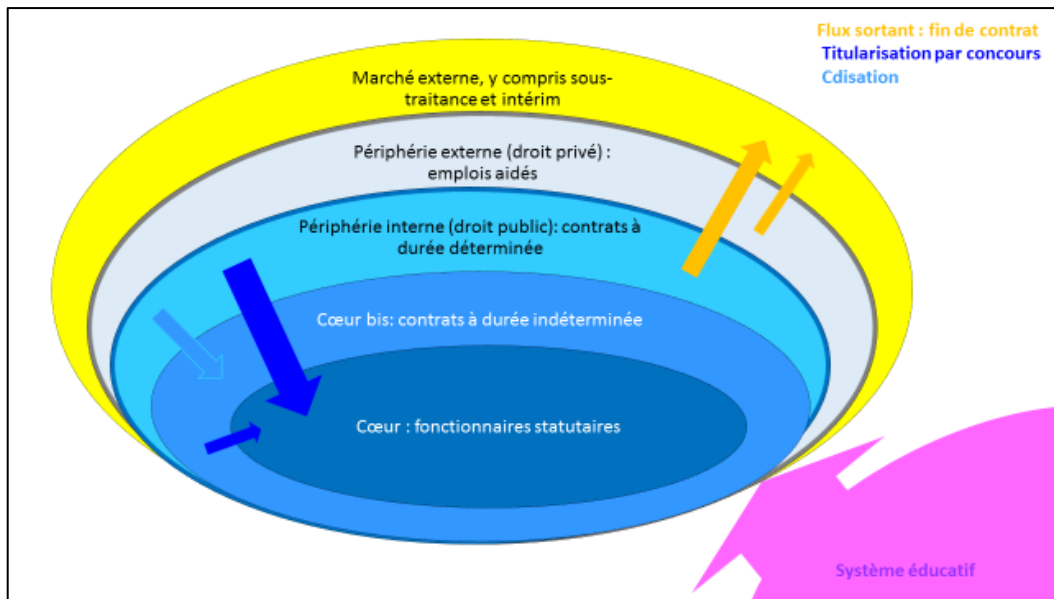 Flux sortant : fin de contrat
Titularisation par concours
Cdisation
Marché externe, y compris sous-
traitance et intérim
Périphérie externe (droit privé) :
emplois aidés
Périphérie interne (droit public): contrats à
durée déterminée
Cœur bis: contrats à durée indéterminée
Cœur : fonctionnaires statutaires
Système éducatif